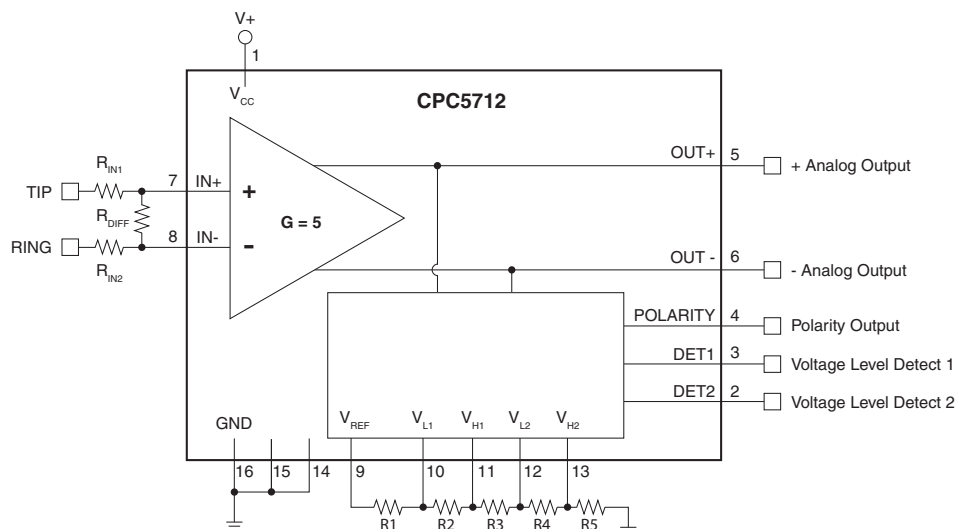 V+
1
V_CC
CPC5712
OUT+ 5
+ Analog Output
R_IN1
TIP
7 IN+
+
R_DIFF
G = 5
RING
8 IN-
-
R_IN2
OUT - 6
- Analog Output
POLARITY 4
Polarity Output
DET1 3
Voltage Level Detect 1
DET2 2
Voltage Level Detect 2
V_REF V_L1 V_H1 V_L2 V_H2
GND
16 15 14 9 10 11 12 13
R1 R2 R3 R4 R5